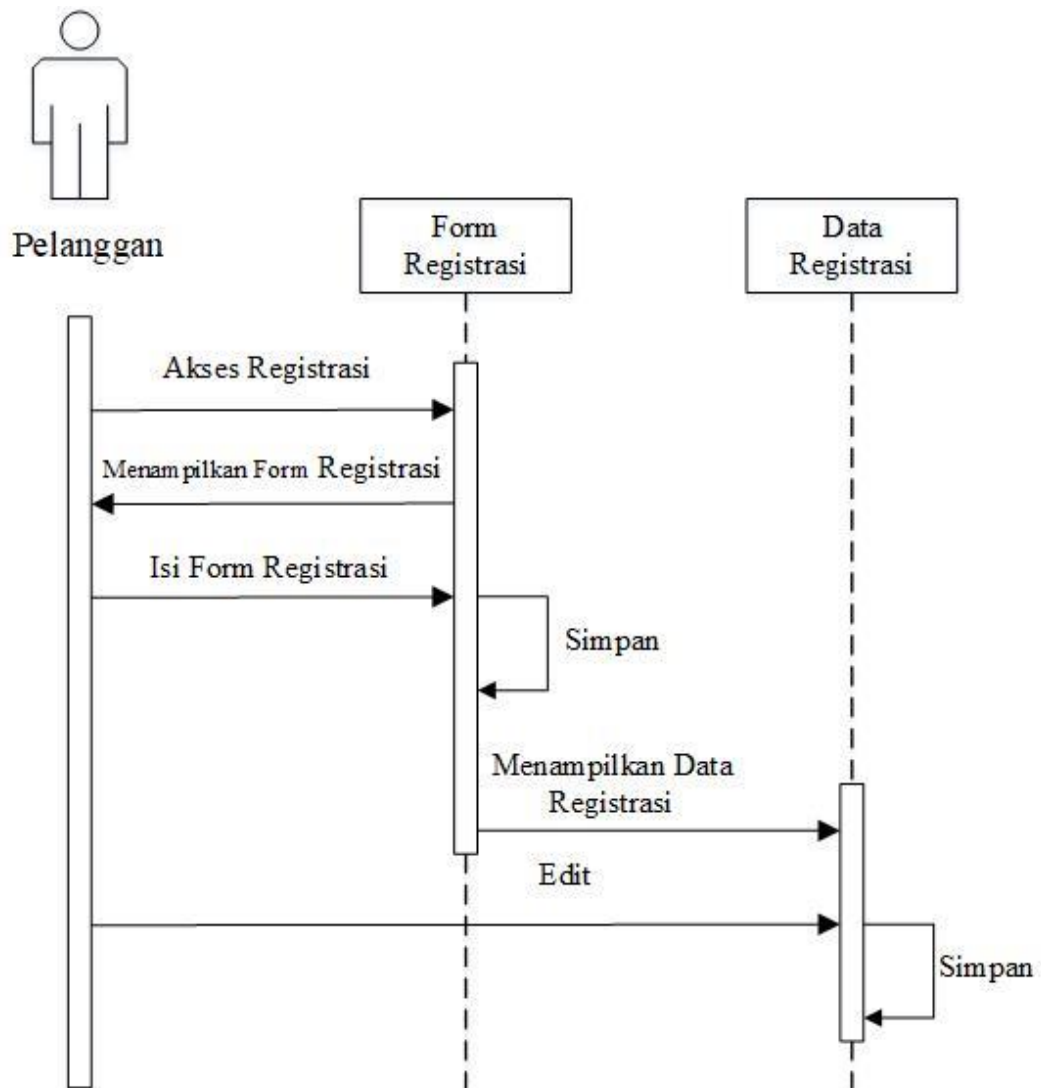 Pelanggan
Form
Registrasi
Data
Registrasi
Akses Registrasi
Menampilkan Form Registrasi
Isi Form Registrasi
Simpan
Menampilkan Data
Registrasi
Edit
Simpan